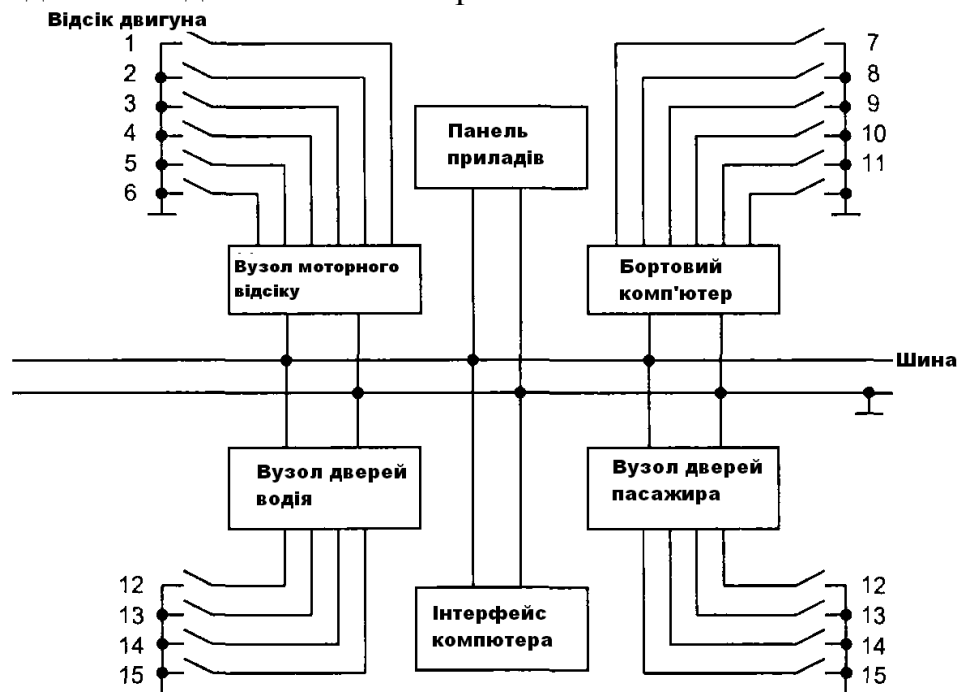 Відсік двигуна
1
2
3
4
5
6
7
8
9
10
11
Панель
приладів
Вузол моторного
відсіку
Бортовий
комп'ютер
Шина
Вузол дверей
водія
Вузол дверей
пасажира
12
13
14
15
Інтерфейс
компютера
12
13
14
15